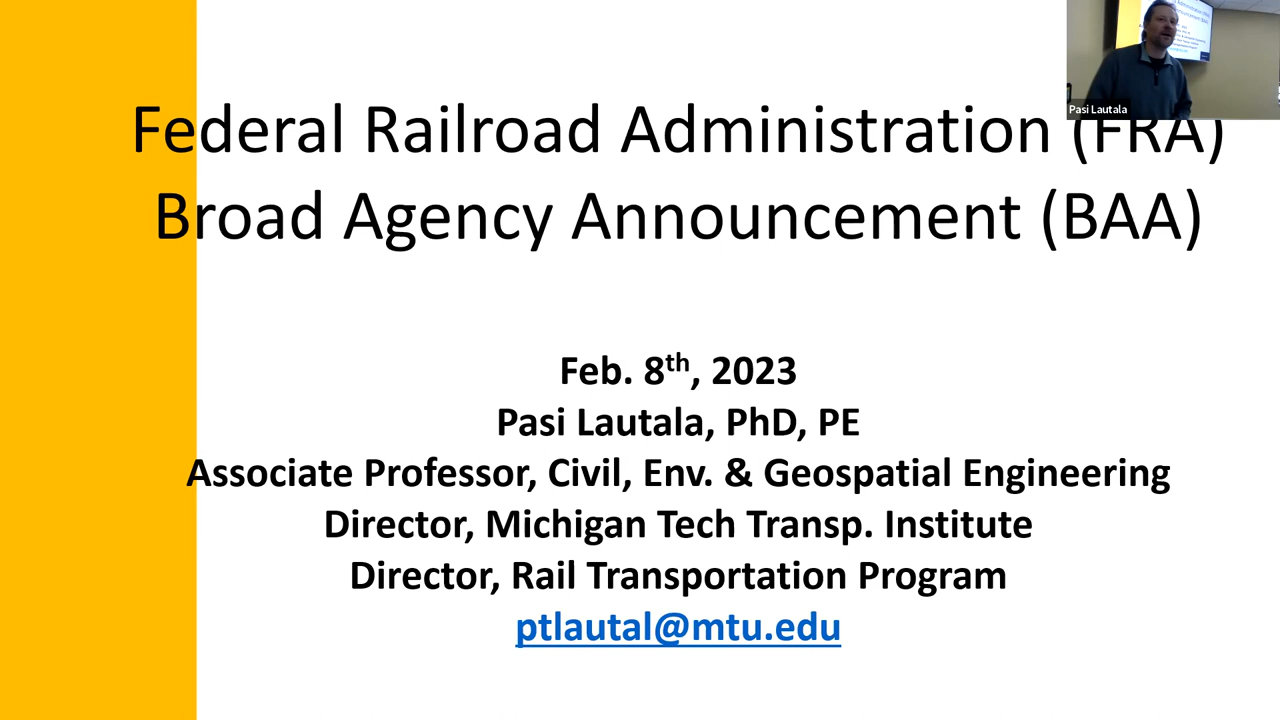 Federal Railroad Administration (FRA)
Broad Agency Announcement (BAA)
Pasi Lautala
Feb. 8th, 2023
Pasi Lautala, PhD, PE
Associate Professor, Civil, Env. & Geospatial Engineering
Director, Michigan Tech Transp. Institute
Director, Rail Transportation Program
ptlautal@mtu.edu